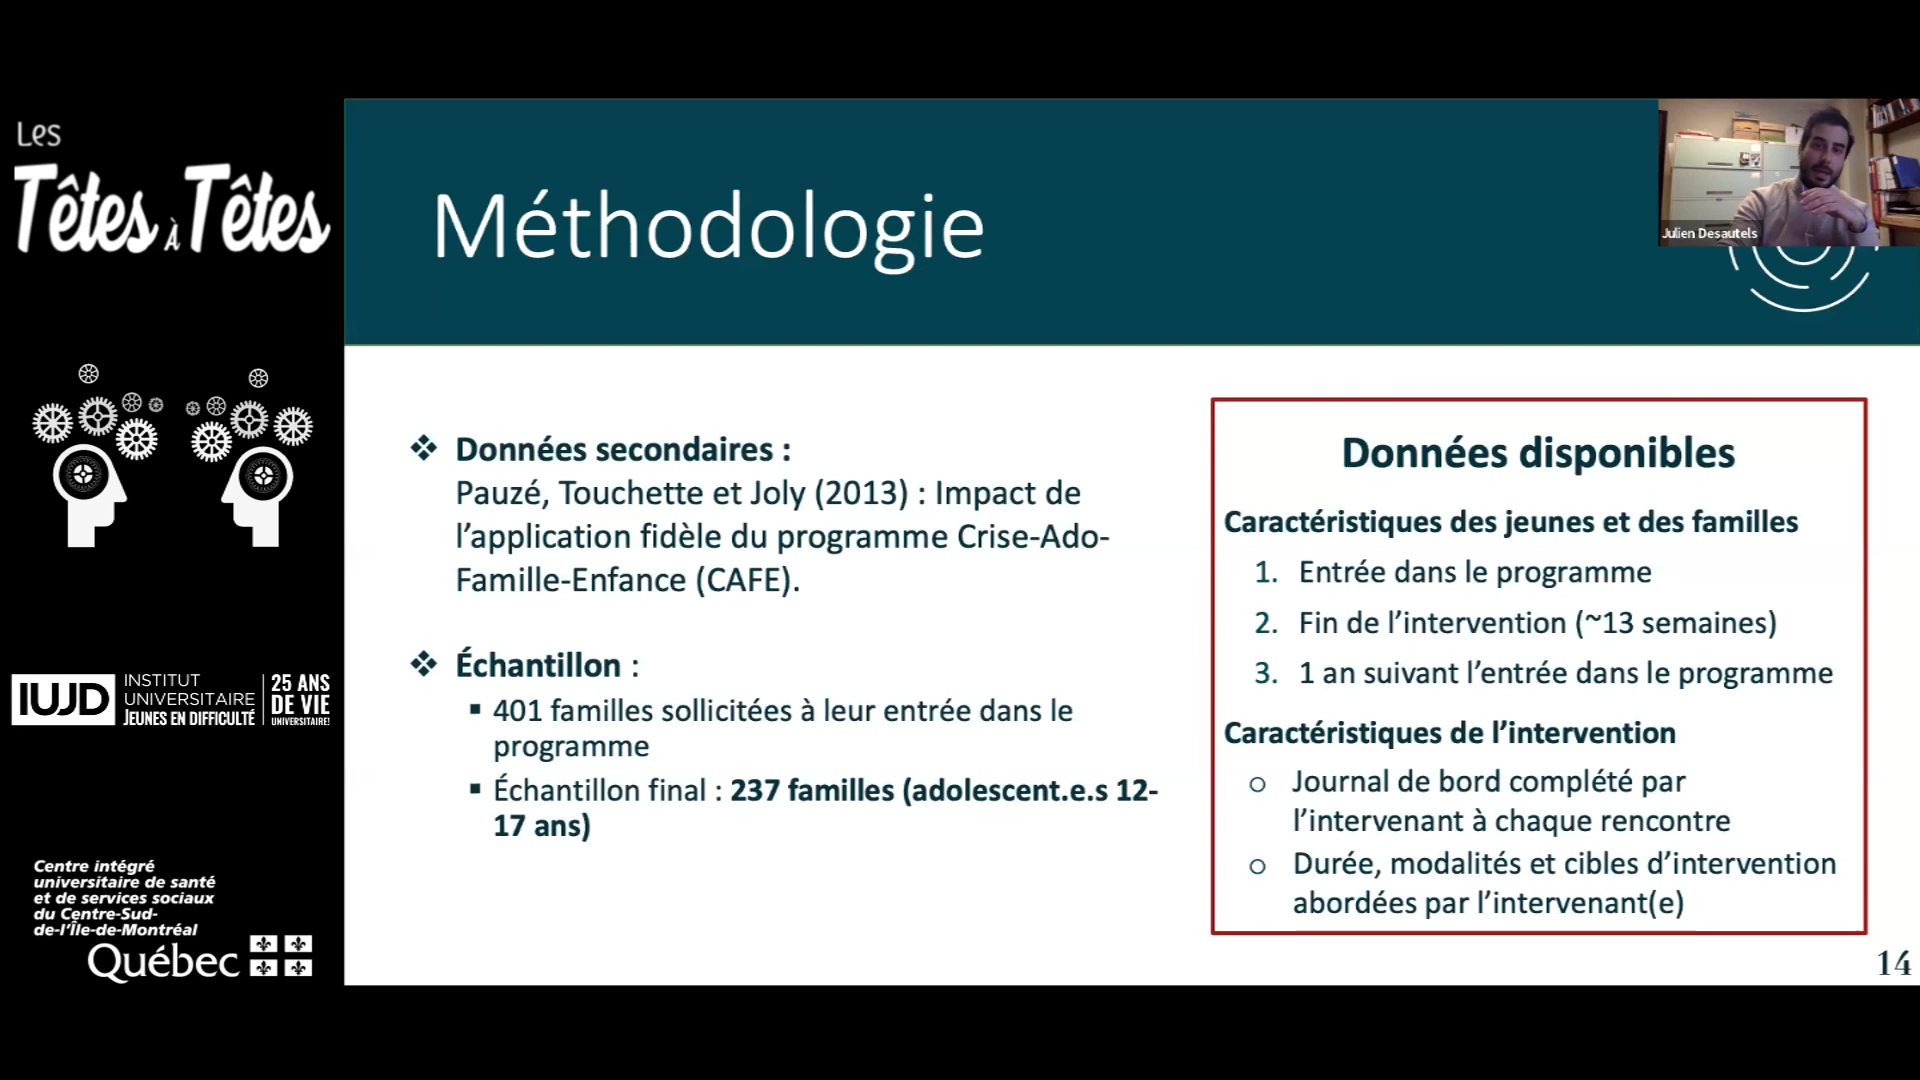 Les
Têtes à Têtes
IUJD
INSTITUT
UNIVERSITAIRE
JEUNES EN DIFFICULTÉ
25 ANS
DE VIE
UNIVERSITAIRE!
Centre intégré
universitaire de santé
et de services sociaux
du Centre-Sud-
de-l'Île-de-Montréal
Québec
Méthodologie
Julien Desautels
❖ Données secondaires :
Pauzé, Touchette et Joly (2013) : Impact de
l’application fidèle du programme Crise-Ado-
Famille-Enfance (CAFE).
❖ Échantillon :
▪ 401 familles sollicitées à leur entrée dans le
programme
▪ Échantillon final : 237 familles (adolescent.e.s 12-
17 ans)
Données disponibles
Caractéristiques des jeunes et des familles
1. Entrée dans le programme
2. Fin de l’intervention (~13 semaines)
3. 1 an suivant l’entrée dans le programme
Caractéristiques de l’intervention
o Journal de bord complété par
l’intervenant à chaque rencontre
o Durée, modalités et cibles d’intervention
abordées par l’intervenant(e)
14